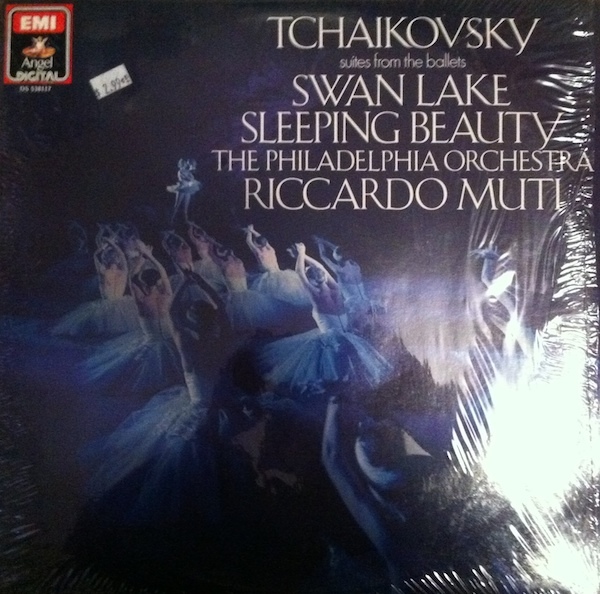 EMI
Angel
DIGITAL
TCHAIKOVSKY
suites from the ballets
SWAN LAKE
SLEEPING BEAUTY
THE PHILADELPHIA ORCHESTRA
RICCARDO MUTI